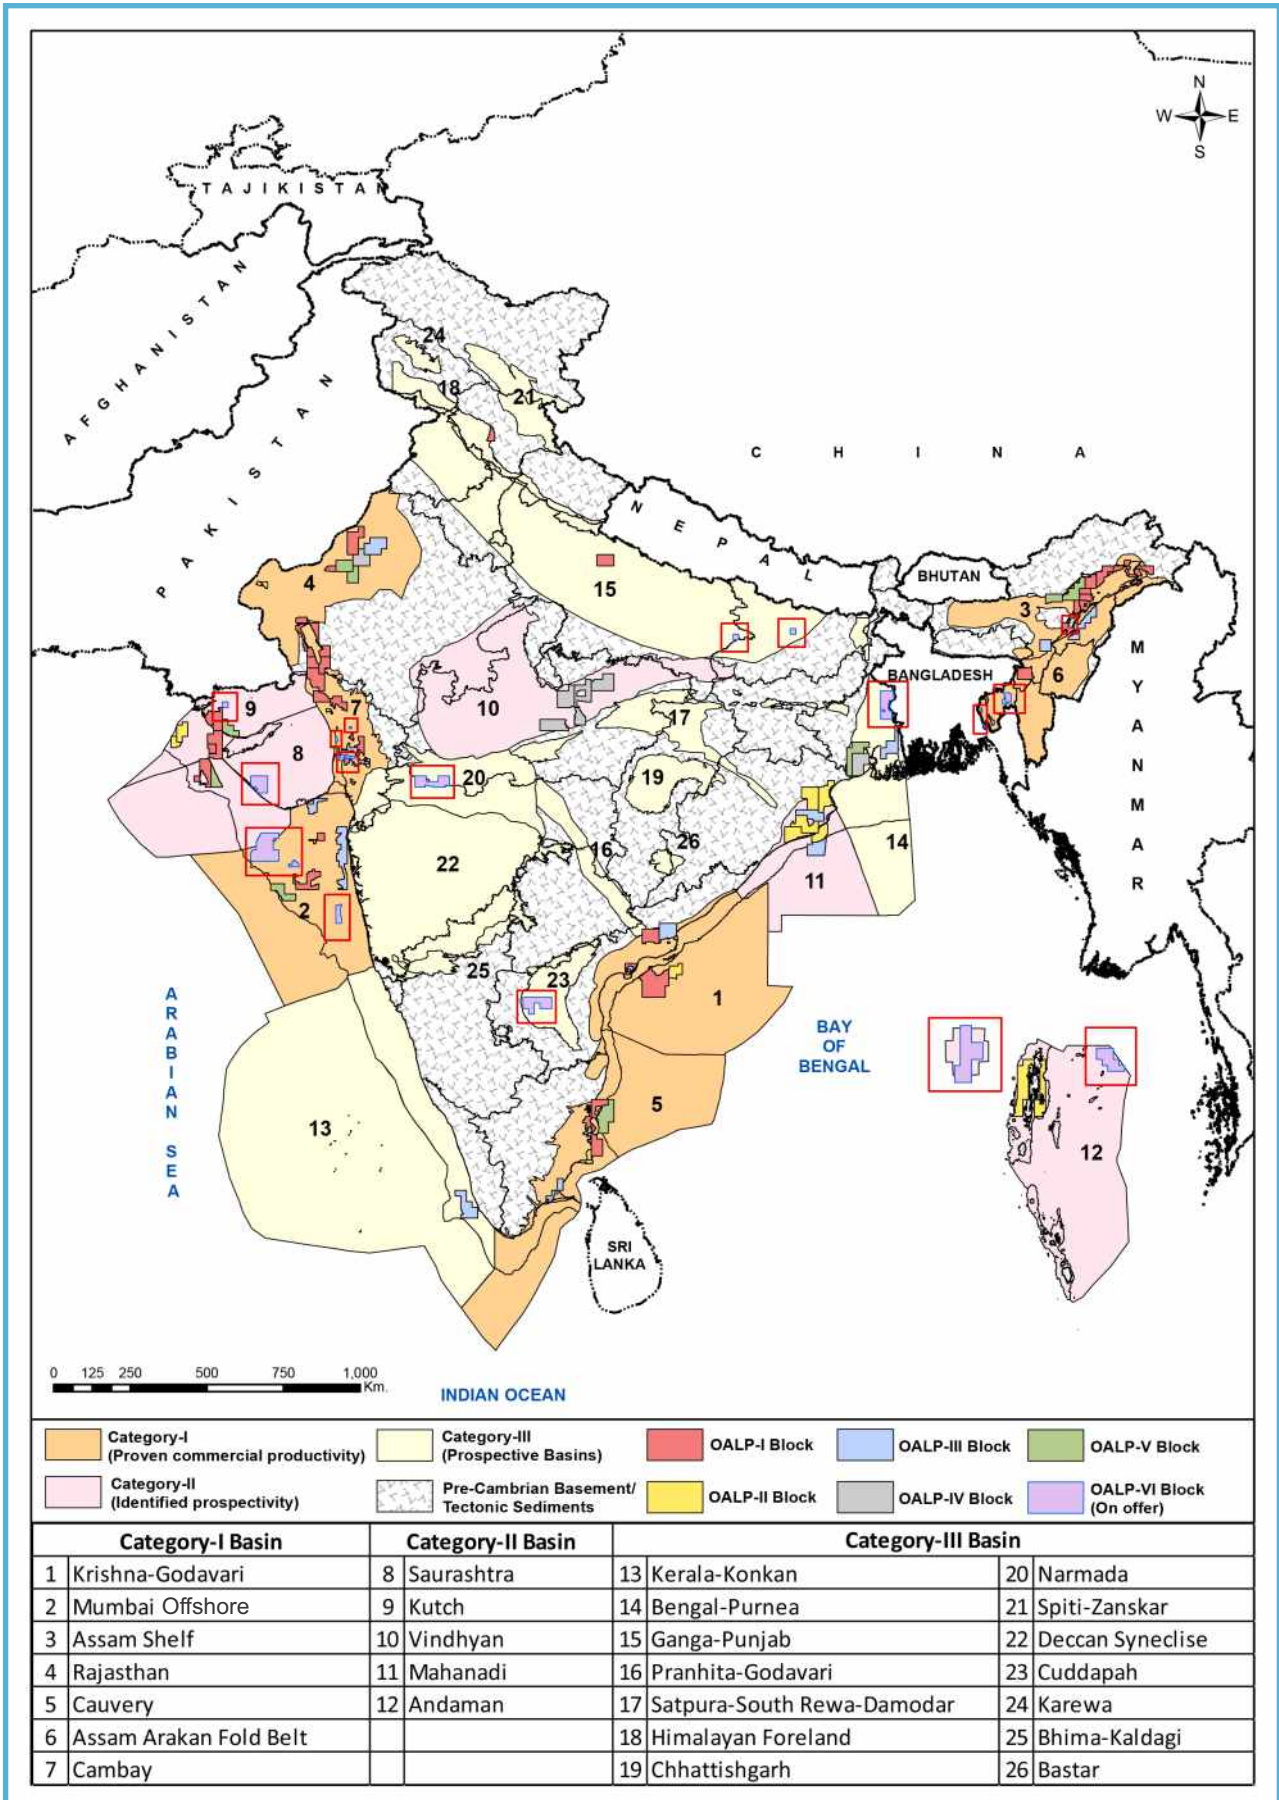 N
W E
S
TAJIKISTAN
AFGHANISTAN
PAKISTAN
CHINA
NEPAL
BHUTAN
BANGLADESH
MYANMAR
24
18
21
4
15
3
6
9
7
10
8
17
20
19
26
14
22
16
11
2
25
23
1
5
13
12
ARABIAN SEA
BAY
OF
BENGAL
SRI
LANKA
0 125 250 500 750 1,000
Km.
INDIAN OCEAN
Category-I
(Proven commercial productivity)
Category-III
(Prospective Basins)
OALP-I Block
OALP-III Block
OALP-V Block
Category-II
(Identified prospectivity)
Pre-Cambrian Basement/
Tectonic Sediments
OALP-II Block
OALP-IV Block
OALP-VI Block
(On offer)
Category-I Basin Category-II Basin Category-III Basin
1 Krishna-Godavari 8 Saurashtra 13 Kerala-Konkan 20 Narmada
2 Mumbai Offshore 9 Kutch 14 Bengal-Purnea 21 Spiti-Zanskar
3 Assam Shelf 10 Vindhyan 15 Ganga-Punjab 22 Deccan Syneclise
4 Rajasthan 11 Mahanadi 16 Pranhita-Godavari 23 Cuddapah
5 Cauvery 12 Andaman 17 Satpura-South Rewa-Damodar 24 Karewa
6 Assam Arakan Fold Belt 18 Himalayan Foreland 25 Bhima-Kaldagi
7 Cambay 19 Chhattishgarh 26 Bastar